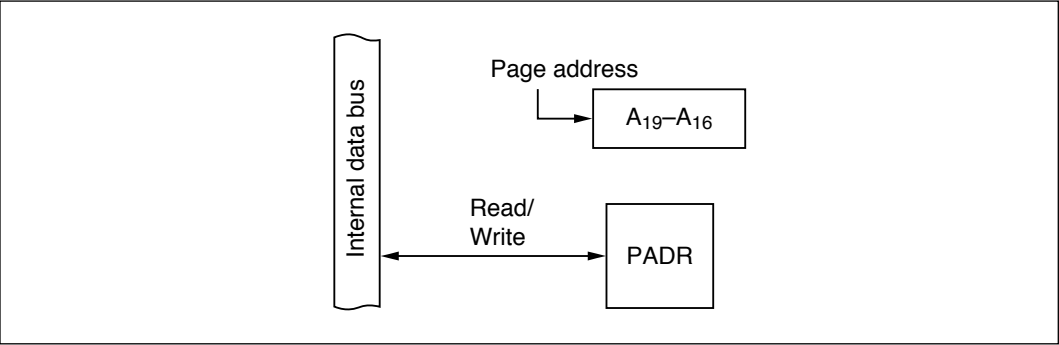 Page address
A19–A16
Internal data bus
Read/
Write
PADR